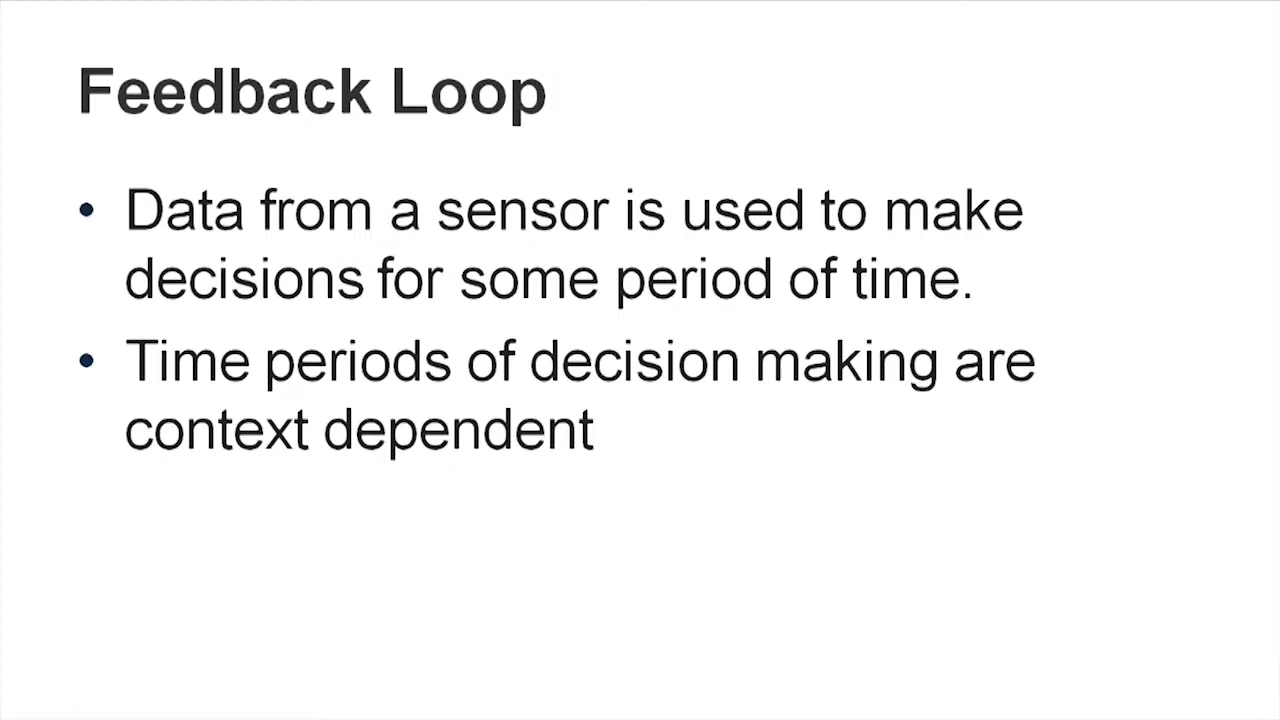 Feedback Loop
• Data from a sensor is used to make
decisions for some period of time.
• Time periods of decision making are
context dependent